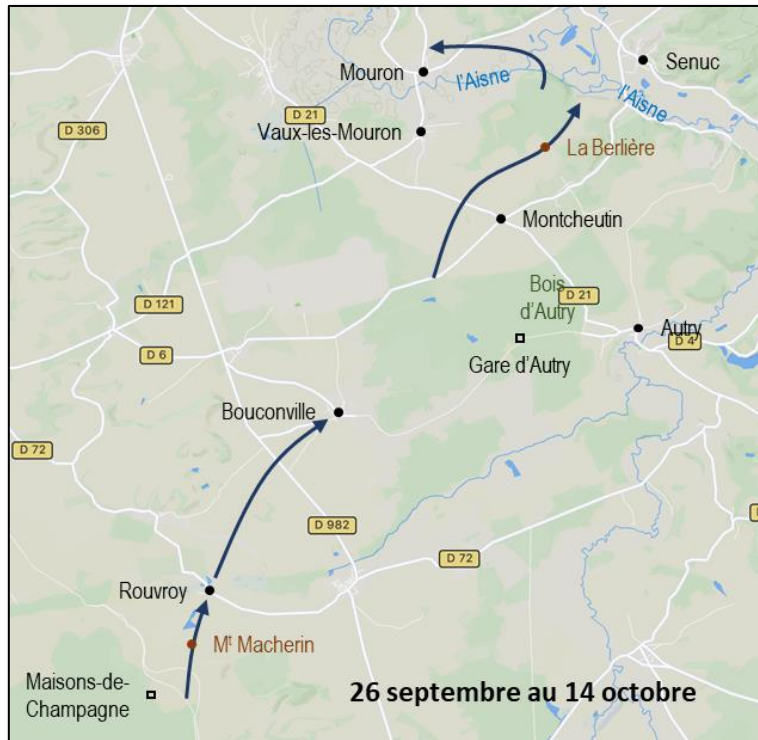 Senuc
Mouron
l'Aisne
l'Aisne
D 21
D 306
Vaux-les-Mouron
La Berlière
Montcheutin
Bois
d'Autry
D 21
D 121
Autry
D 4
D 6
Gare d'Autry
Bouconville
D 72
D 982
D 72
Rouvroy
Mt Macherin
Maisons-de-
Champagne
26 septembre au 14 octobre